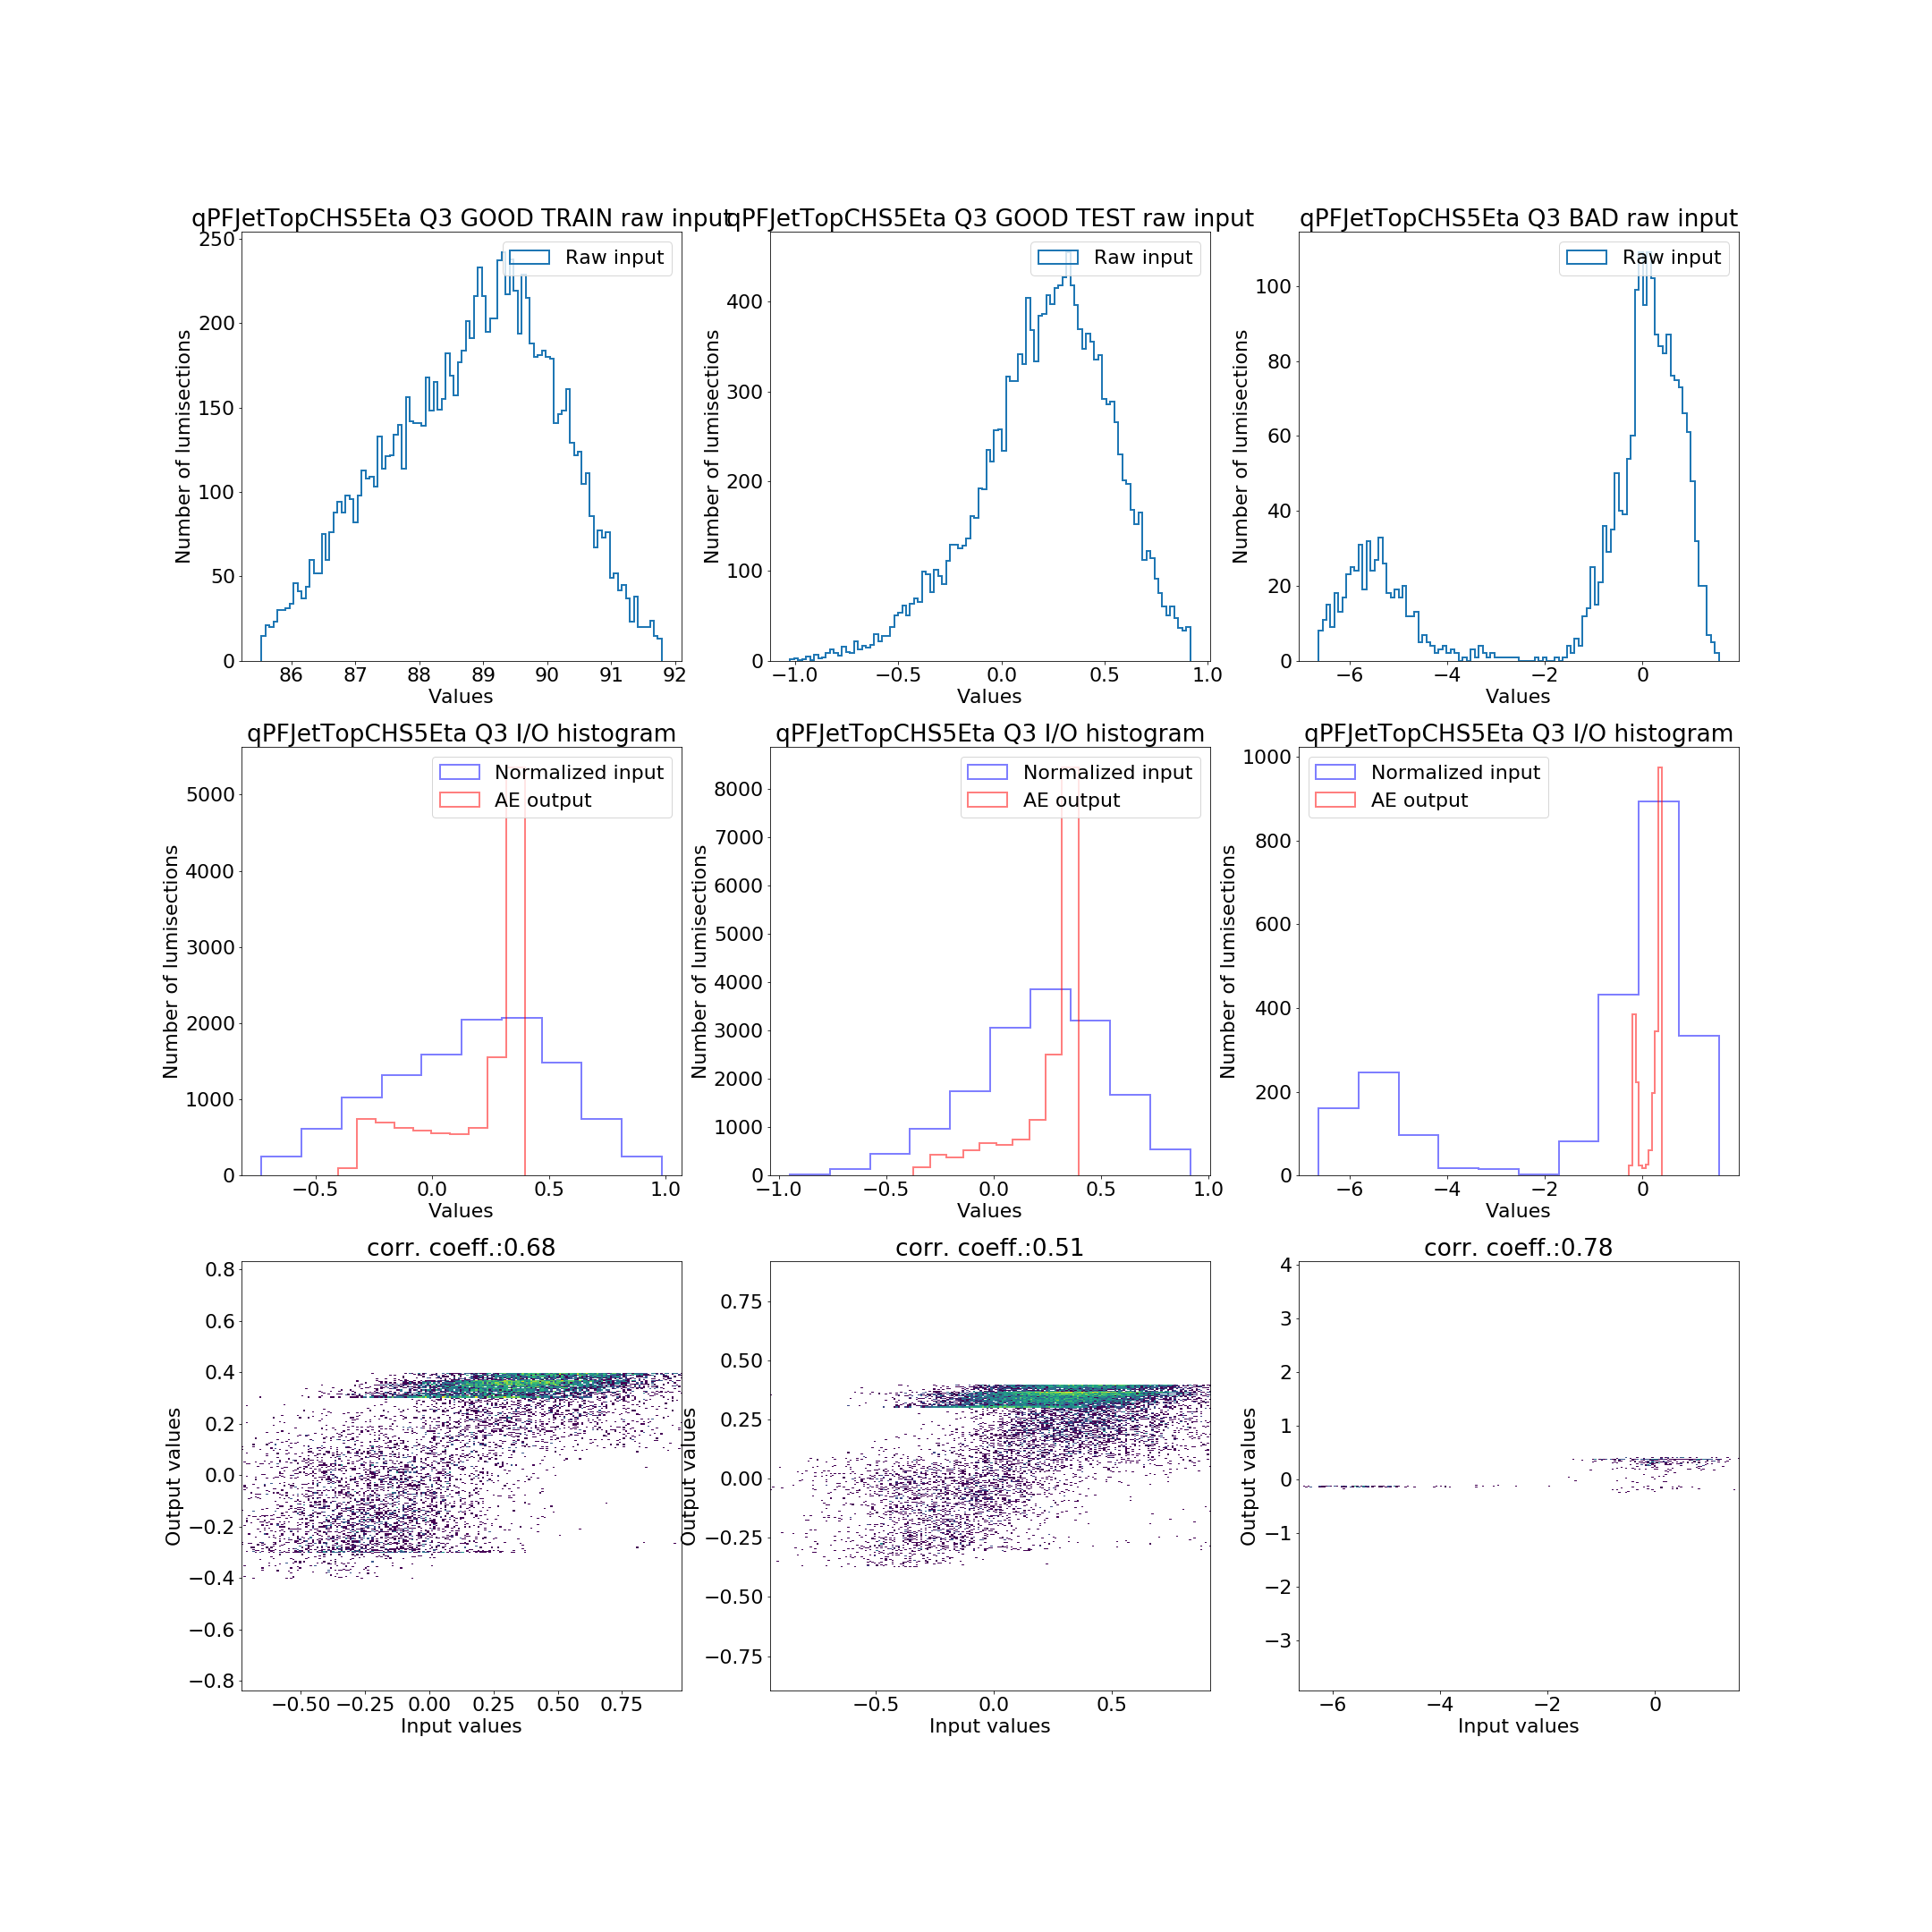 qPFJetTopCHS5Eta Q3 GOOD TRAIN raw input
qPFJetTopCHS5Eta Q3 GOOD TEST raw input
qPFJetTopCHS5Eta Q3 BAD raw input
Number of lumisections
250
200
150
100
50
0
Raw input
86 87 88 89 90 91 92
Values
Number of lumisections
400
300
200
100
0
Raw input
−1.0 −0.5 0.0 0.5 1.0
Values
Number of lumisections
100
80
60
40
20
0
Raw input
−6 −4 −2 0
Values
qPFJetTopCHS5Eta Q3 I/O histogram
Number of lumisections
5000
4000
3000
2000
1000
0
Normalized input
AE output
−0.5 0.0 0.5 1.0
Values
qPFJetTopCHS5Eta Q3 I/O histogram
Number of lumisections
8000
7000
6000
5000
4000
3000
2000
1000
0
Normalized input
AE output
−1.0 −0.5 0.0 0.5 1.0
Values
qPFJetTopCHS5Eta Q3 I/O histogram
Number of lumisections
1000
800
600
400
200
0
Normalized input
AE output
−6 −4 −2 0
Values
corr. coeff.:0.68
Output values
0.8
0.6
0.4
0.2
0.0
−0.2
−0.4
−0.6
−0.8
−0.50 −0.25 0.00 0.25 0.50 0.75
Input values
corr. coeff.:0.51
Output values
0.75
0.50
0.25
0.00
−0.25
−0.50
−0.75
−0.5 0.0 0.5
Input values
corr. coeff.:0.78
Output values
4
3
2
1
0
−1
−2
−3
−6 −4 −2 0
Input values